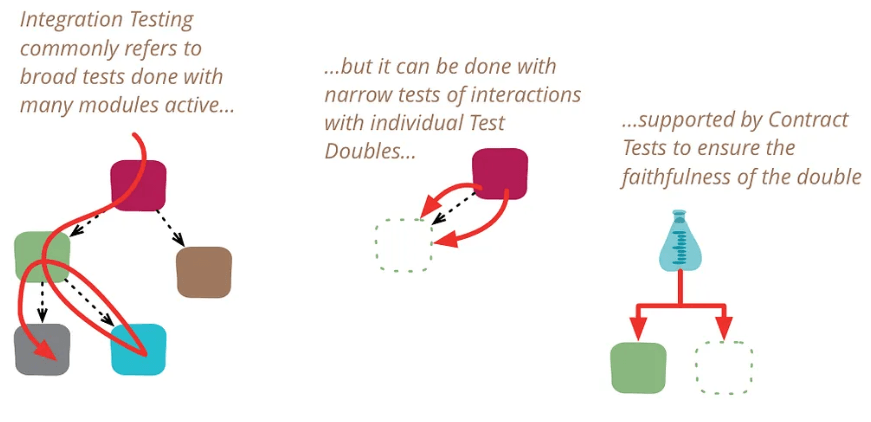 Integration Testing
commonly refers to
broad tests done with
many modules active...
...but it can be done with
narrow tests of interactions
with individual Test
Doubles...
...supported by Contract
Tests to ensure the
faithfulness of the double